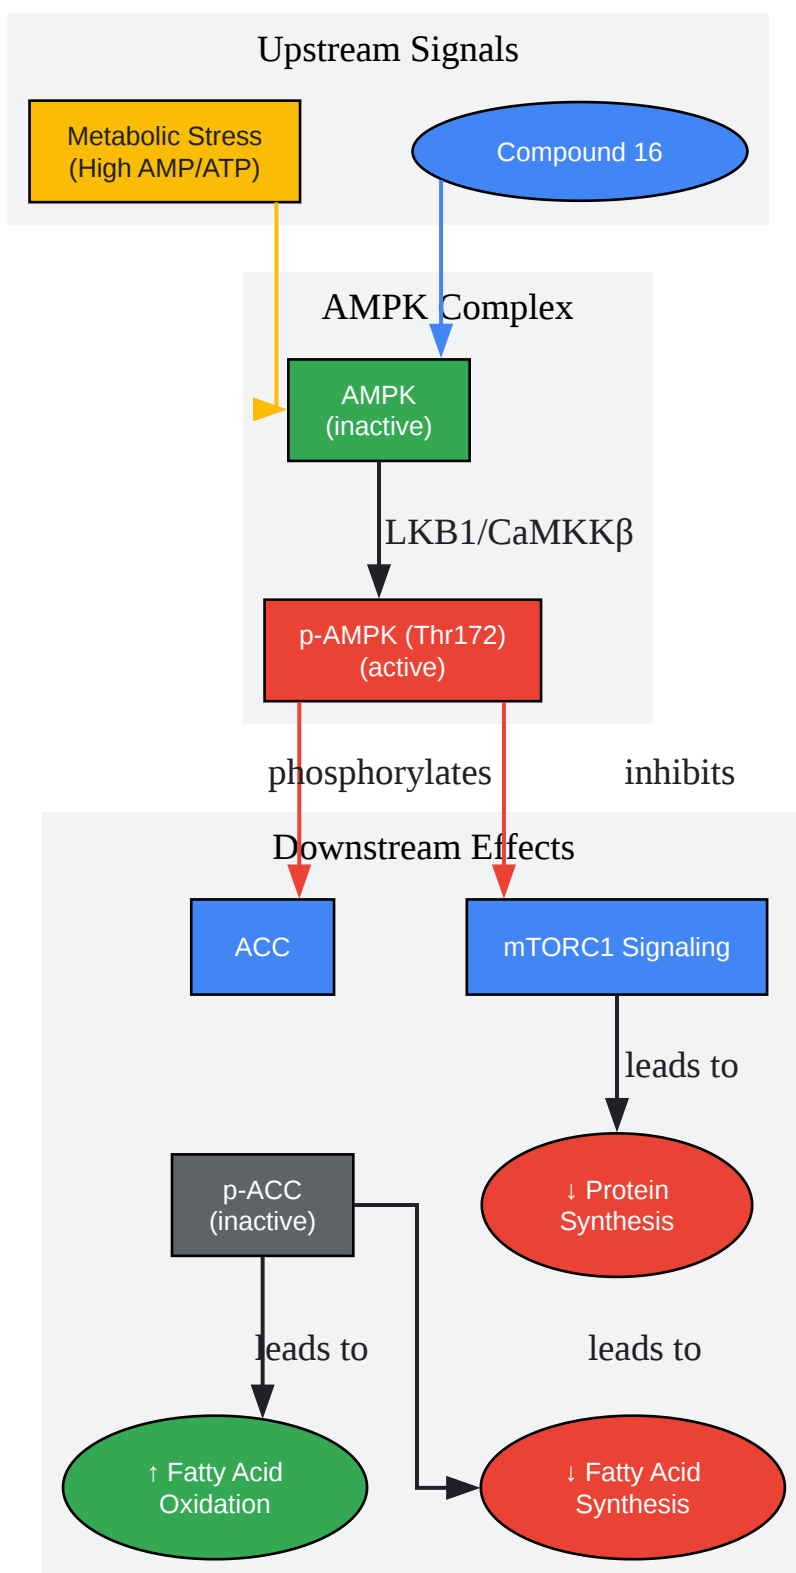 Upstream Signals
Metabolic Stress
(High AMP/ATP)
Compound 16
AMPK Complex
AMPK
(inactive)
LKB1/CaMKKβ
p-AMPK (Thr172)
(active)
phosphorylates
inhibits
Downstream Effects
ACC
mTORC1 Signaling
leads to
p-ACC
(inactive)
↓ Protein
Synthesis
leads to
leads to
↑ Fatty Acid
Oxidation
↓ Fatty Acid
Synthesis